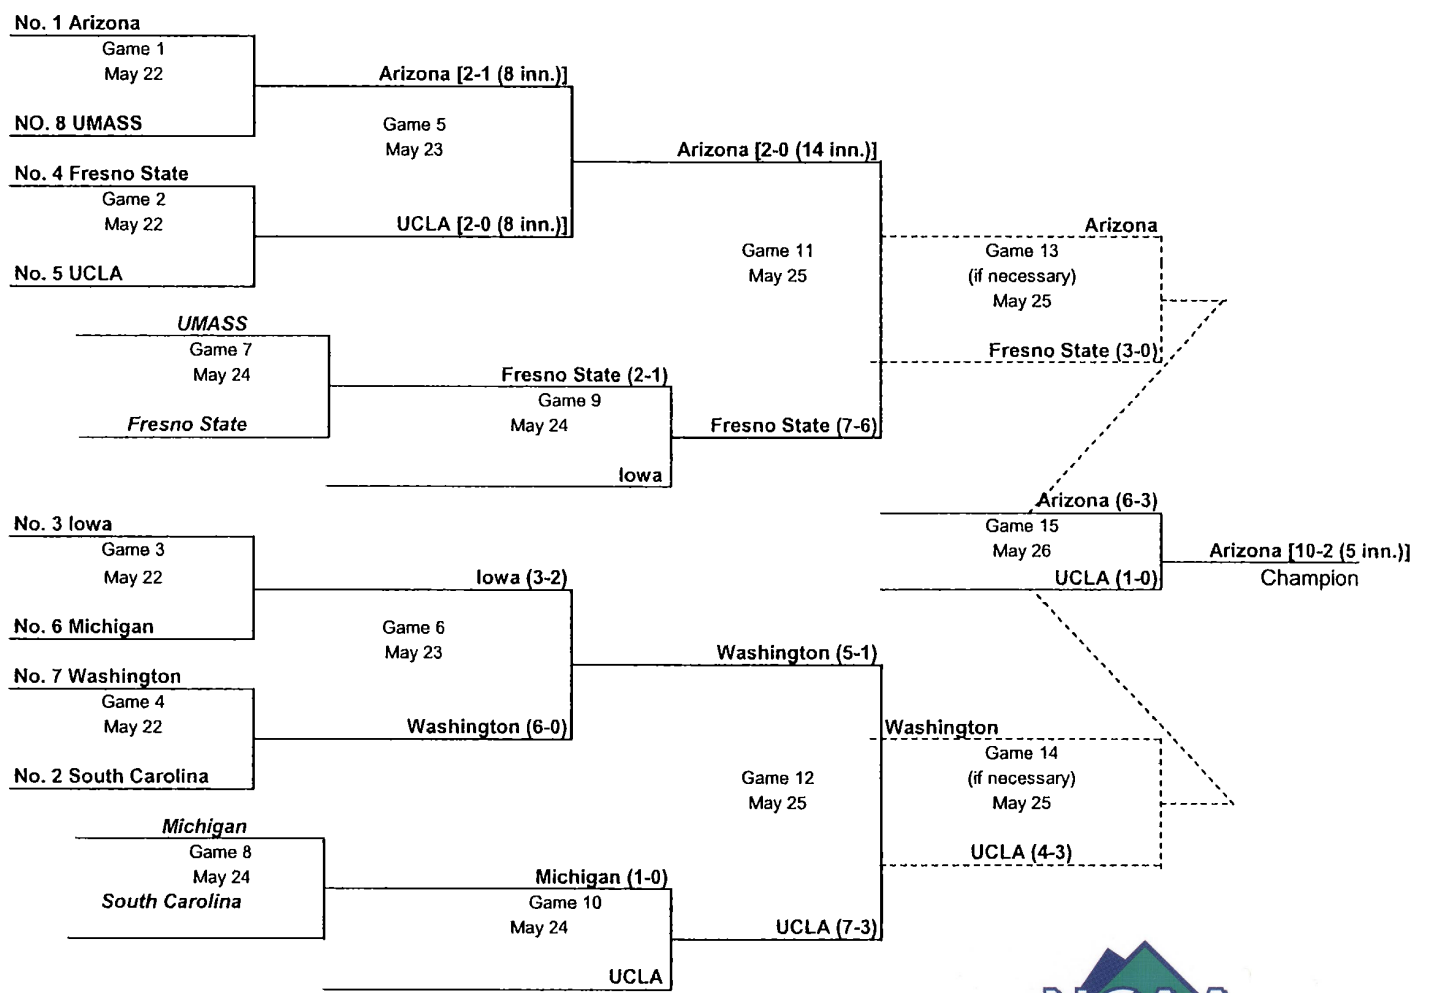 No. 1 Arizona
Game 1
May 22
NO. 8 UMASS
Arizona [2-1 (8 inn.)]
Game 5
May 23
No. 4 Fresno State
Game 2
May 22
UCLA [2-0 (8 inn.)]
No. 5 UCLA
Arizona [2-0 (14 inn.)]
Game 11
May 25
Arizona
Game 13
(if necessary)
May 25
Fresno State (3-0)
UMASS
Game 7
May 24
Fresno State
Fresno State (2-1)
Game 9
May 24
Iowa
Fresno State (7-6)
Arizona (6-3)
Game 15
May 26
UCLA (1-0)
Arizona [10-2 (5 inn.)]
Champion
No. 3 Iowa
Game 3
May 22
No. 6 Michigan
Iowa (3-2)
Game 6
May 23
No. 7 Washington
Game 4
May 22
Washington (6-0)
No. 2 South Carolina
Washington (5-1)
Game 12
May 25
Washington
Game 14
(if necessary)
May 25
UCLA (4-3)
Michigan
Game 8
May 24
South Carolina
Michigan (1-0)
Game 10
May 24
UCLA
UCLA (7-3)